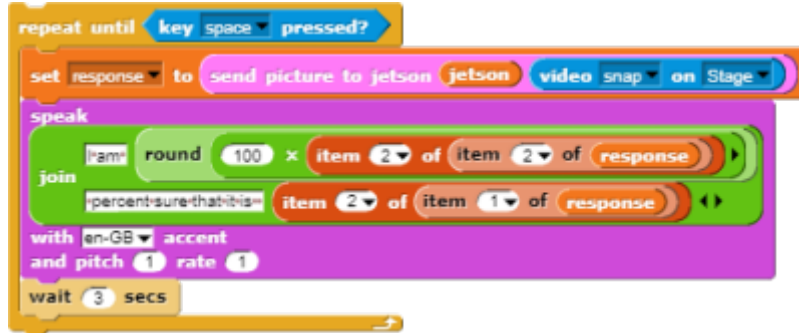 repeat until key space pressed?
set response to send picture to jetson jetson video snap on Stage
speak
I am round 100 × item 2 of item 2 of response
join
percent sure that it is item 2 of item 1 of response
with en-GB accent
and pitch 1 rate 1
wait 3 secs